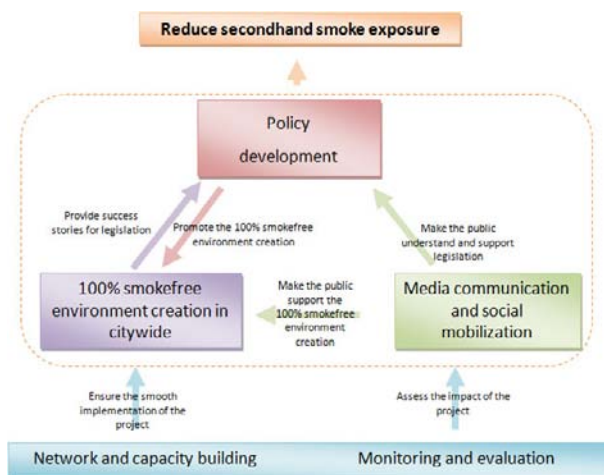 Reduce secondhand smoke exposure
Policy
development
Provide success
stories for legislation
Promote the 100% smokefree
environment creation
Make the public
understand and support
legislation
100% smokefree
environment creation in
citywide
Make the public
support the
100% smokefree
environment
creation
Media communication
and social
mobilization
Ensure the smooth
implementation of the
project
Assess the impact of the
project
Network and capacity building
Monitoring and evaluation